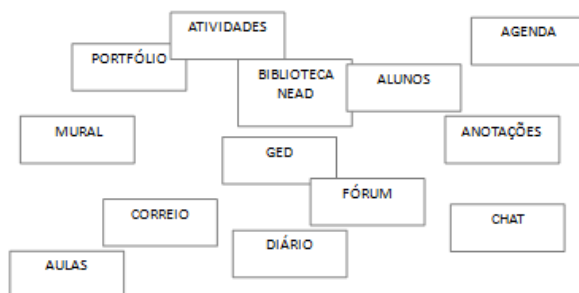 ATIVIDADES
AGENDA
PORTFÓLIO
BIBLIOTECA
NEAD
ALUNOS
MURAL
ANOTAÇÕES
GED
FÓRUM
CORREIO
CHAT
DIÁRIO
AULAS